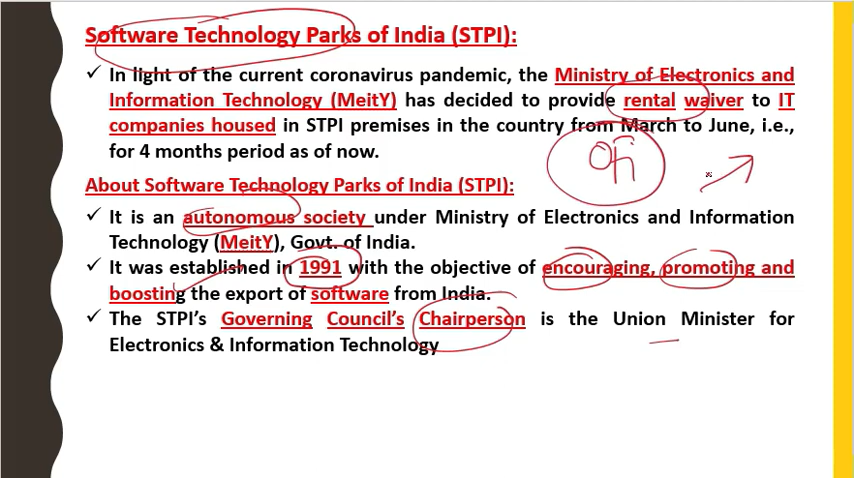 Software Technology Parks of India (STPI):
✓ In light of the current coronavirus pandemic, the Ministry of Electronics and
Information Technology (MeitY) has decided to provide rental waiver to IT
companies housed in STPI premises in the country from March to June, i.e.,
for 4 months period as of now.
About Software Technology Parks of India (STPI):
✓ It is an autonomous society under Ministry of Electronics and Information
Technology (MeitY), Govt. of India.
✓ It was established in 1991 with the objective of encouraging, promoting and
boosting the export of software from India.
✓ The STPI's Governing Council's Chairperson is the Union Minister for
Electronics & Information Technology